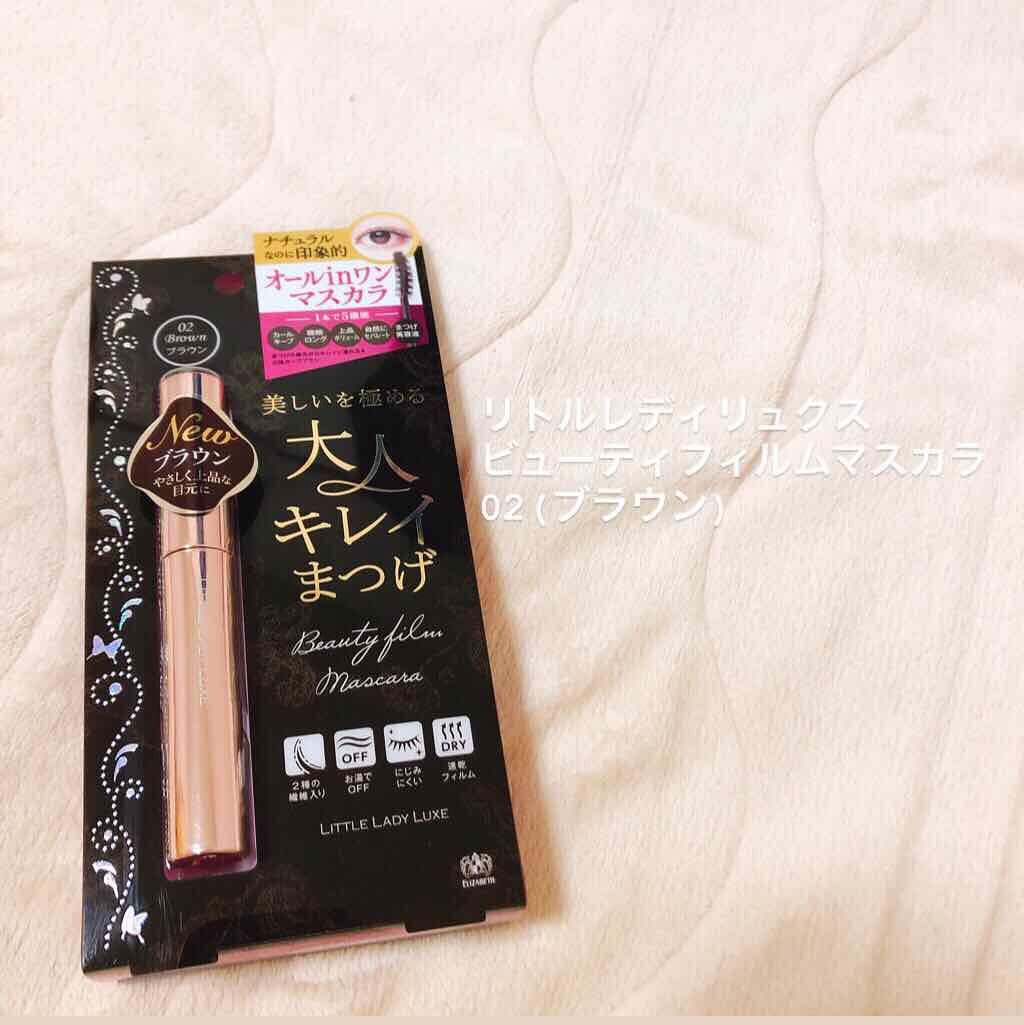 ナチュラル
なのに印象的
オールinワン
マスカラ
1本で5機能
カール
キープ
繊維
ロング
上品
ボリューム
自然に
セパレート
まつげ
美容液
02
Brown
ブラウン
New
ブラウン
やさしく上品な
目元に
美しいを極める
大人
キレイ
まつげ
Beauty film
Mascara
リトルレディリュクス
ビューティフィルムマスカラ
02 (ブラウン)
2種の
繊維入り
OFF
お湯で
OFF
にじみ
にくい
DRY
速乾
フィルム
LITTLE LADY LUXE
ELIZABETH